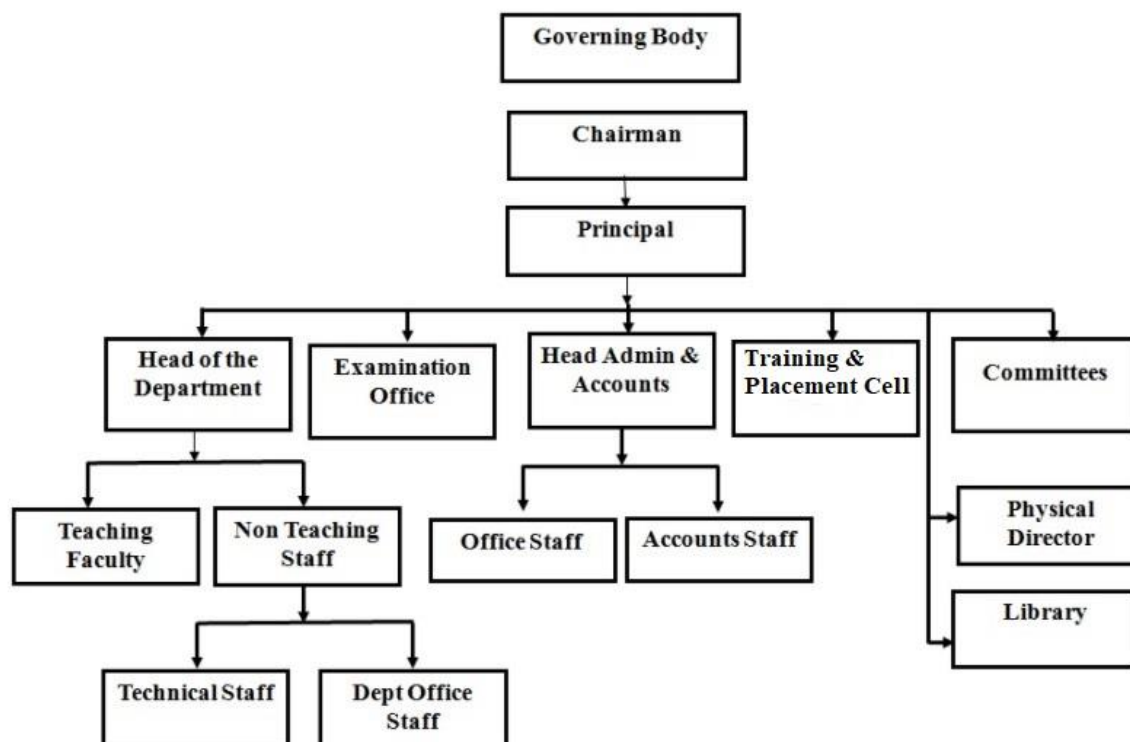 Governing Body
Chairman
Principal
Head of the
Department
Examination
Office
Head Admin &
Accounts
Training &
Placement Cell
Committees
Teaching
Faculty
Non Teaching
Staff
Office Staff
Accounts Staff
Physical
Director
Library
Technical Staff
Dept Office
Staff